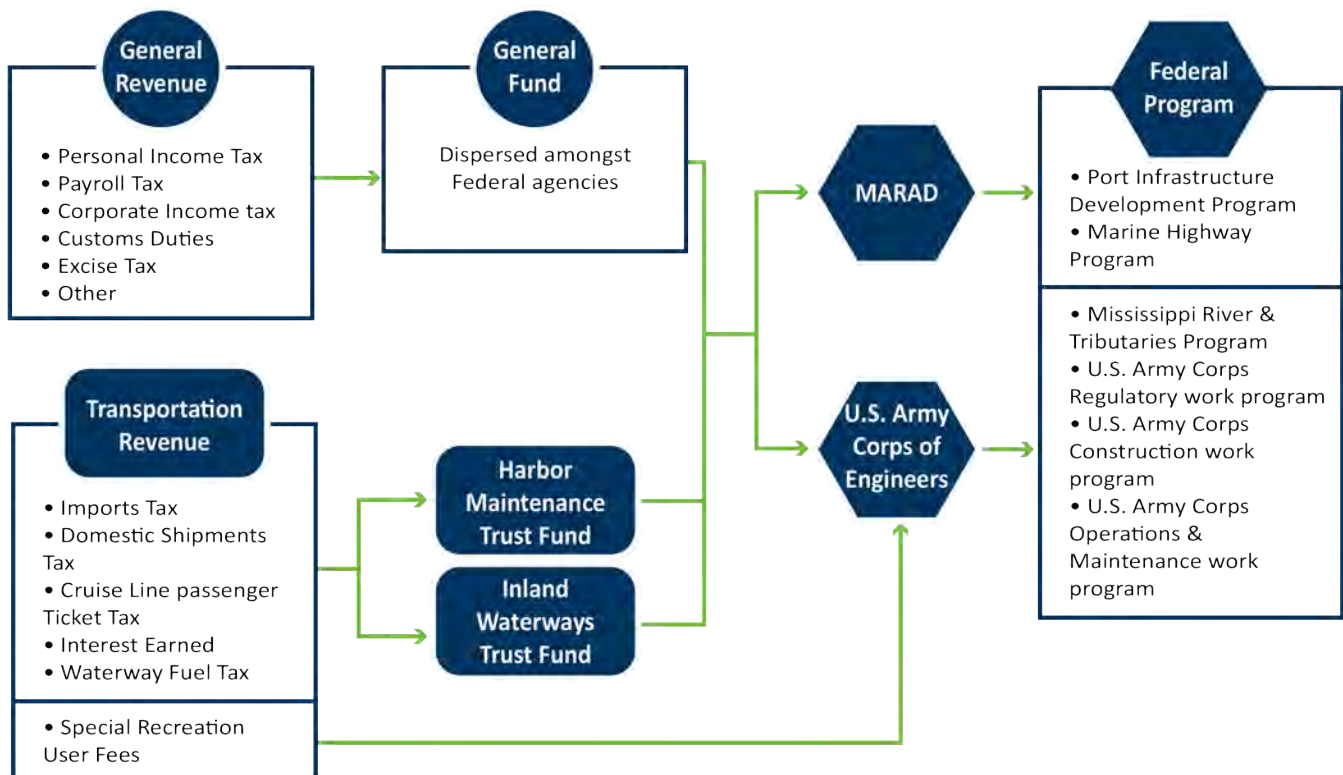 General
Revenue
• Personal Income Tax
• Payroll Tax
• Corporate Income tax
• Customs Duties
• Excise Tax
• Other
General
Fund
Dispersed amongst
Federal agencies
MARAD
Federal
Program
• Port Infrastructure
Development Program
• Marine Highway
Program
Transportation
Revenue
• Imports Tax
• Domestic Shipments
Tax
• Cruise Line passenger
Ticket Tax
• Interest Earned
• Waterway Fuel Tax
• Special Recreation
User Fees
Harbor
Maintenance
Trust Fund
Inland
Waterways
Trust Fund
U.S. Army
Corps of
Engineers
• Mississippi River &
Tributaries Program
• U.S. Army Corps
Regulatory work program
• U.S. Army Corps
Construction work
program
• U.S. Army Corps
Operations &
Maintenance work
program